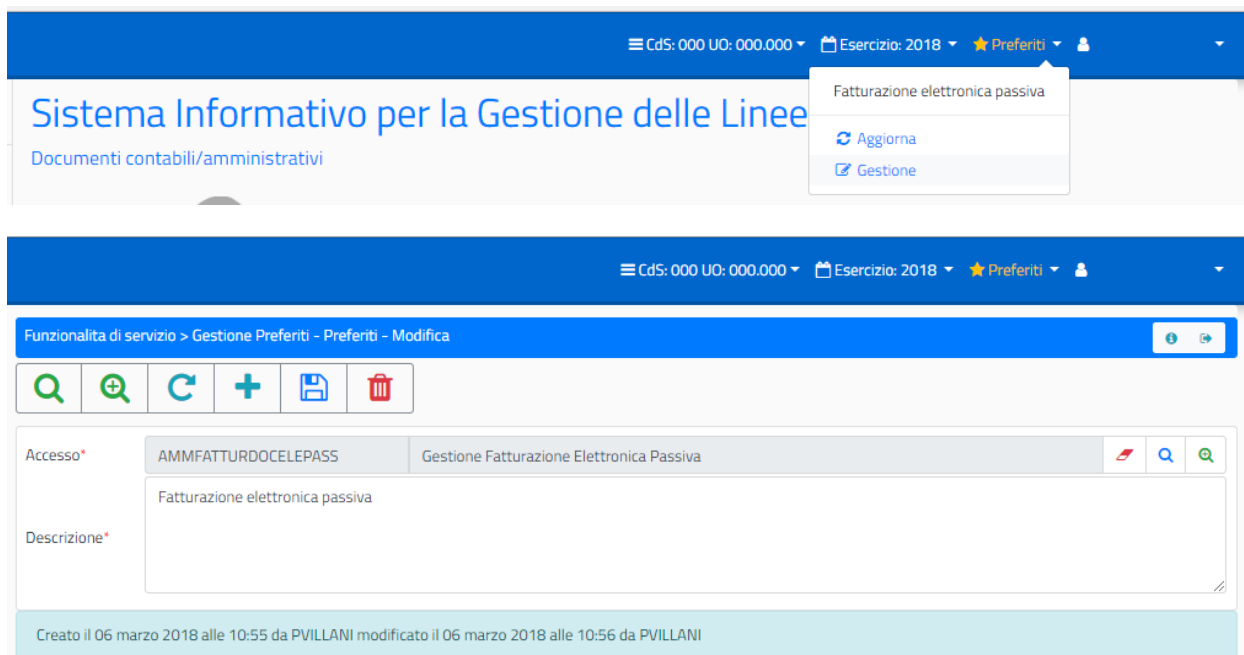 CdS: 000 UO: 000.000 Esercizio: 2018 Preferiti
Fatturazione elettronica passiva
Aggiorna
Gestione
Sistema Informativo per la Gestione delle Linee
Documenti contabili/amministrativi
CdS: 000 UO: 000.000 Esercizio: 2018 Preferiti
Funzionalita di servizio > Gestione Preferiti - Preferiti - Modifica
Accesso* AMMFATTURDOCELEPASS Gestione Fatturazione Elettronica Passiva
Fatturazione elettronica passiva
Descrizione*
Creato il 06 marzo 2018 alle 10:55 da PVILLANI modificato il 06 marzo 2018 alle 10:56 da PVILLANI